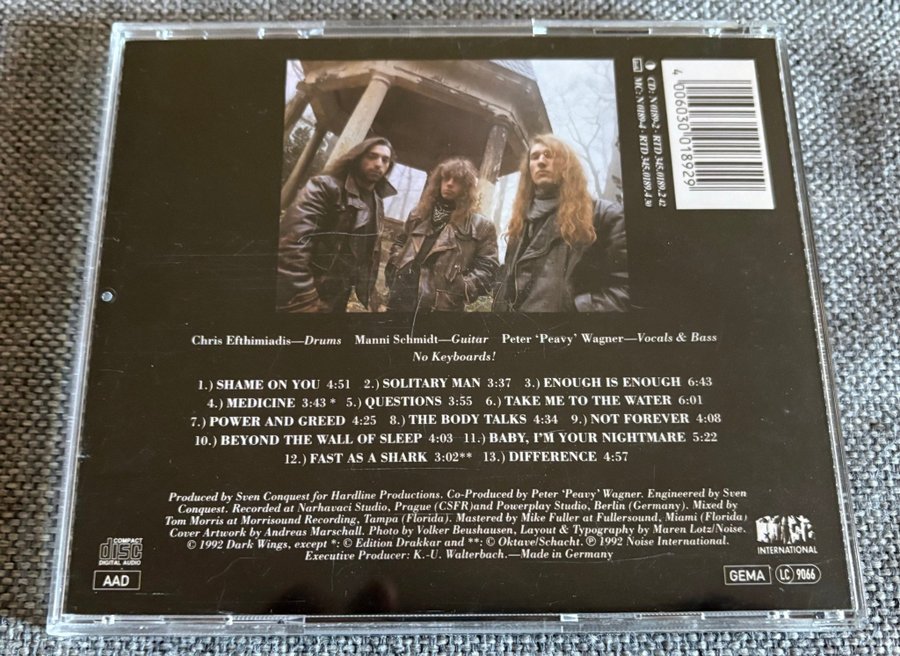 CD: N 0189-2 · RTD 345.0189.2 42
MC: N 0189-4 · RTD 345.0189.4 30
4 006030 018929
Chris Efthimiadis—Drums Manni Schmidt—Guitar Peter ‘Peavy’ Wagner—Vocals & Bass
No Keyboards!
1.) SHAME ON YOU 4:51 2.) SOLITARY MAN 3:37 3.) ENOUGH IS ENOUGH 6:43
4.) MEDICINE 3:43 * 5.) QUESTIONS 3:55 6.) TAKE ME TO THE WATER 6:01
7.) POWER AND GREED 4:25 8.) THE BODY TALKS 4:34 9.) NOT FOREVER 4:08
10.) BEYOND THE WALL OF SLEEP 4:03 11.) BABY, I’M YOUR NIGHTMARE 5:22
12.) FAST AS A SHARK 3:02** 13.) DIFFERENCE 4:57
Produced by Sven Conquest for Hardline Productions. Co-Produced by Peter ‘Peavy’ Wagner. Engineered by Sven
Conquest. Recorded at Narhavaci Studio, Prague (CSFR)and Powerplay Studio, Berlin (Germany). Mixed by
Tom Morris at Morrisound Recording, Tampa (Florida). Mastered by Mike Fuller at Fullersound, Miami (Florida)
Cover Artwork by Andreas Marschall. Photo by Volker Beushausen, Layout & Typography by Maren Lotz/Noise.
© 1992 Dark Wings, except *: © Edition Drakkar and **: © Oktave/Schacht. ℗ 1992 Noise International.
Executive Producer: K.-U. Walterbach.—Made in Germany
COMPACT
disc
DIGITAL AUDIO
AAD
NOISE
INTERNATIONAL
GEMA
LC 9066